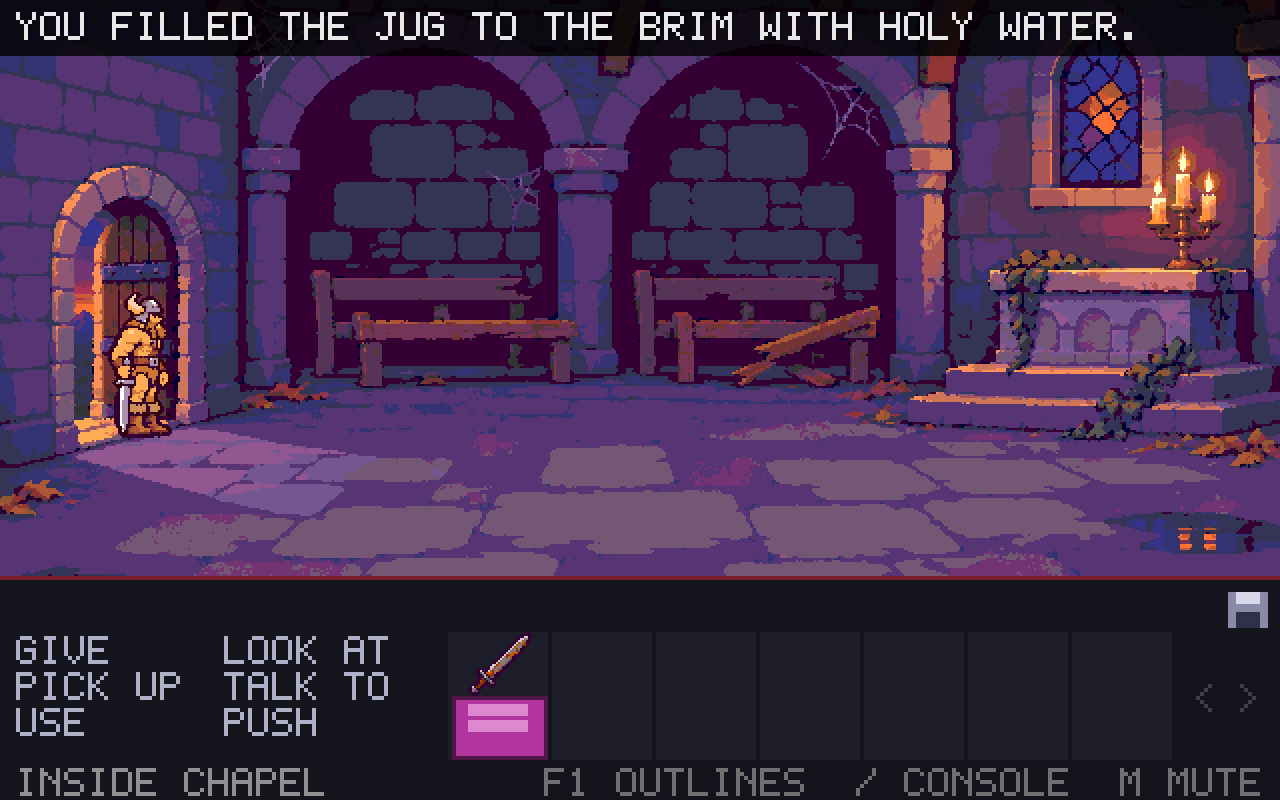 YOU FILLED THE JUG TO THE BRIM WITH HOLY WATER.
GIVE LOOK AT
PICK UP TALK TO
USE PUSH
< >
INSIDE CHAPEL F1 OUTLINES / CONSOLE M MUTE